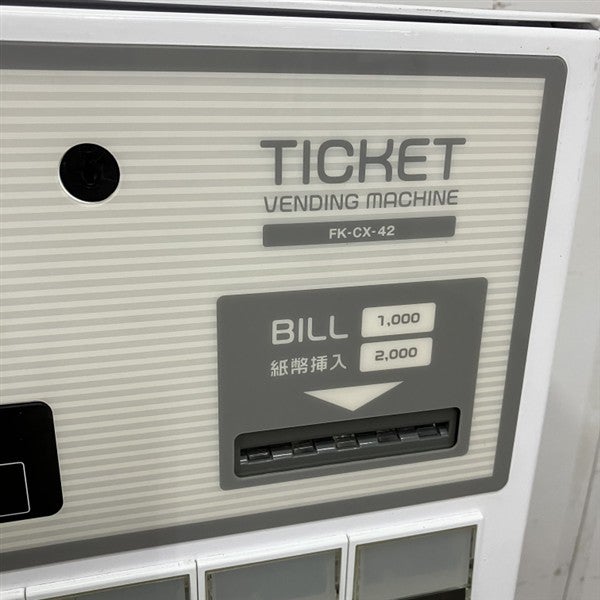 TICKET
VENDING MACHINE
FK-CX-42
BILL 1,000
紙幣挿入 2,000